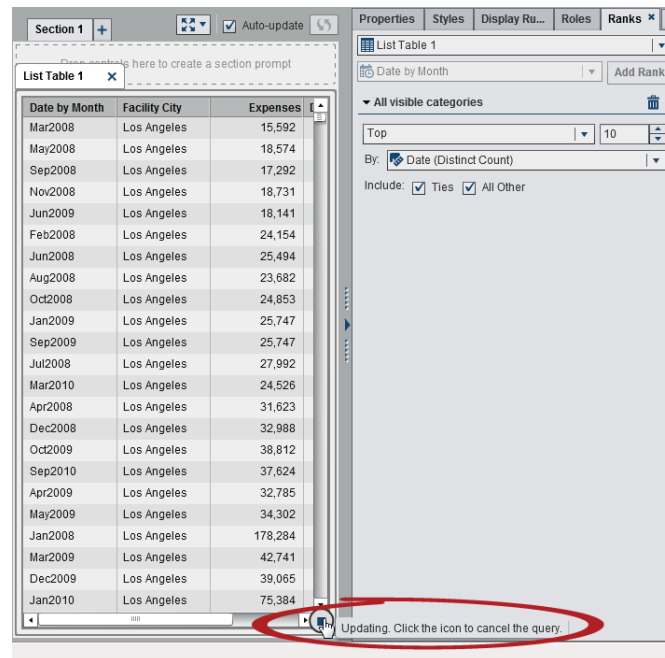 Section 1 + Auto-update
Drop controls here to create a section prompt
List Table 1 ×
Date by Month Facility City Expenses
Mar2008 Los Angeles 15,592
May2008 Los Angeles 18,574
Sep2008 Los Angeles 17,292
Nov2008 Los Angeles 18,731
Jun2009 Los Angeles 18,141
Feb2008 Los Angeles 24,154
Jun2008 Los Angeles 25,494
Aug2008 Los Angeles 23,682
Oct2008 Los Angeles 24,853
Jan2009 Los Angeles 25,747
Sep2009 Los Angeles 25,747
Jul2008 Los Angeles 27,992
Mar2010 Los Angeles 24,526
Apr2008 Los Angeles 31,623
Dec2008 Los Angeles 32,988
Oct2009 Los Angeles 38,812
Sep2010 Los Angeles 37,624
Apr2009 Los Angeles 32,785
May2009 Los Angeles 34,302
Jan2008 Los Angeles 178,284
Mar2009 Los Angeles 42,741
Dec2009 Los Angeles 39,065
Jan2010 Los Angeles 75,384
Properties Styles Display Ru... Roles Ranks ×
List Table 1
Date by Month Add Rank
All visible categories
Top 10
By: Date (Distinct Count)
Include: Ties All Other
Updating. Click the icon to cancel the query.